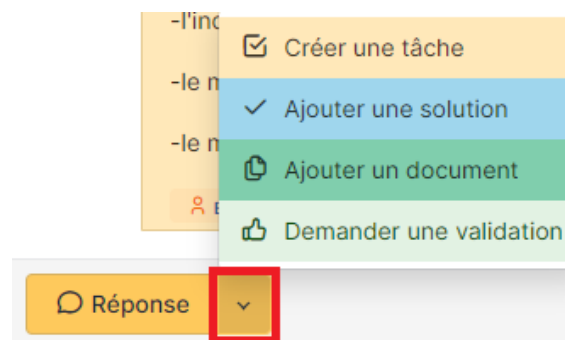 -l'inc
Créer une tâche
-le
Ajouter une solution
-le
Ajouter un document
Demander une validation
Réponse